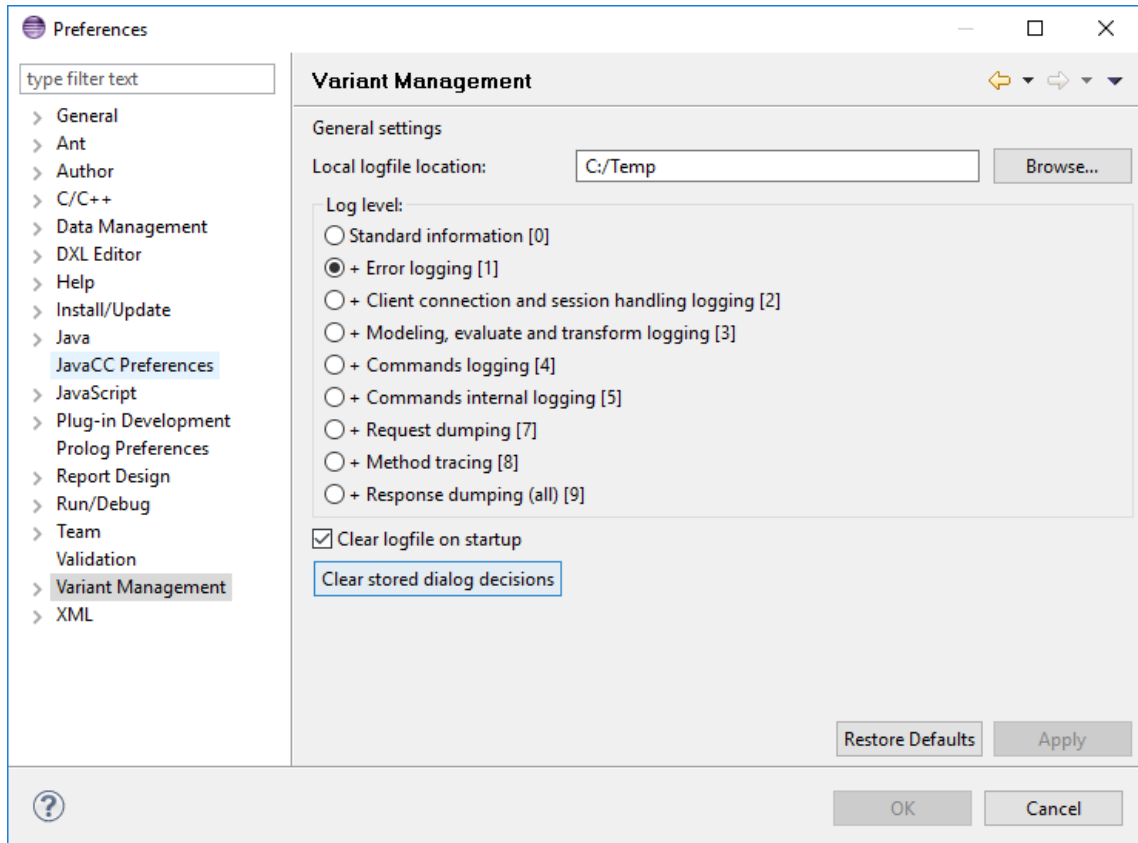 Preferences
type filter text
General
Ant
Author
C/C++
Data Management
DXL Editor
Help
Install/Update
Java
JavaCC Preferences
JavaScript
Plug-in Development
Prolog Preferences
Report Design
Run/Debug
Team
Validation
Variant Management
XML
Variant Management
General settings
Local logfile location: C:/Temp Browse...
Log level:
Standard information [0]
+ Error logging [1]
+ Client connection and session handling logging [2]
+ Modeling, evaluate and transform logging [3]
+ Commands logging [4]
+ Commands internal logging [5]
+ Request dumping [7]
+ Method tracing [8]
+ Response dumping (all) [9]
Clear logfile on startup
Clear stored dialog decisions
Restore Defaults Apply
? OK Cancel